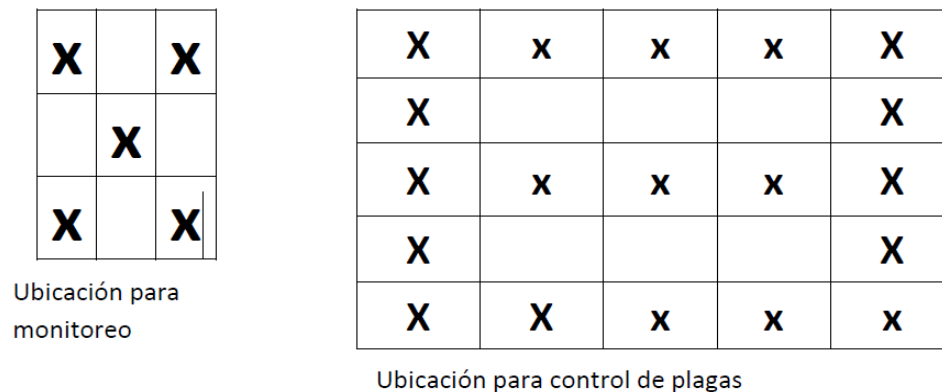 X X
X
X X
Ubicación para
monitoreo
X x x x X
X X
X x x x X
X X
X X x x x
Ubicación para control de plagas